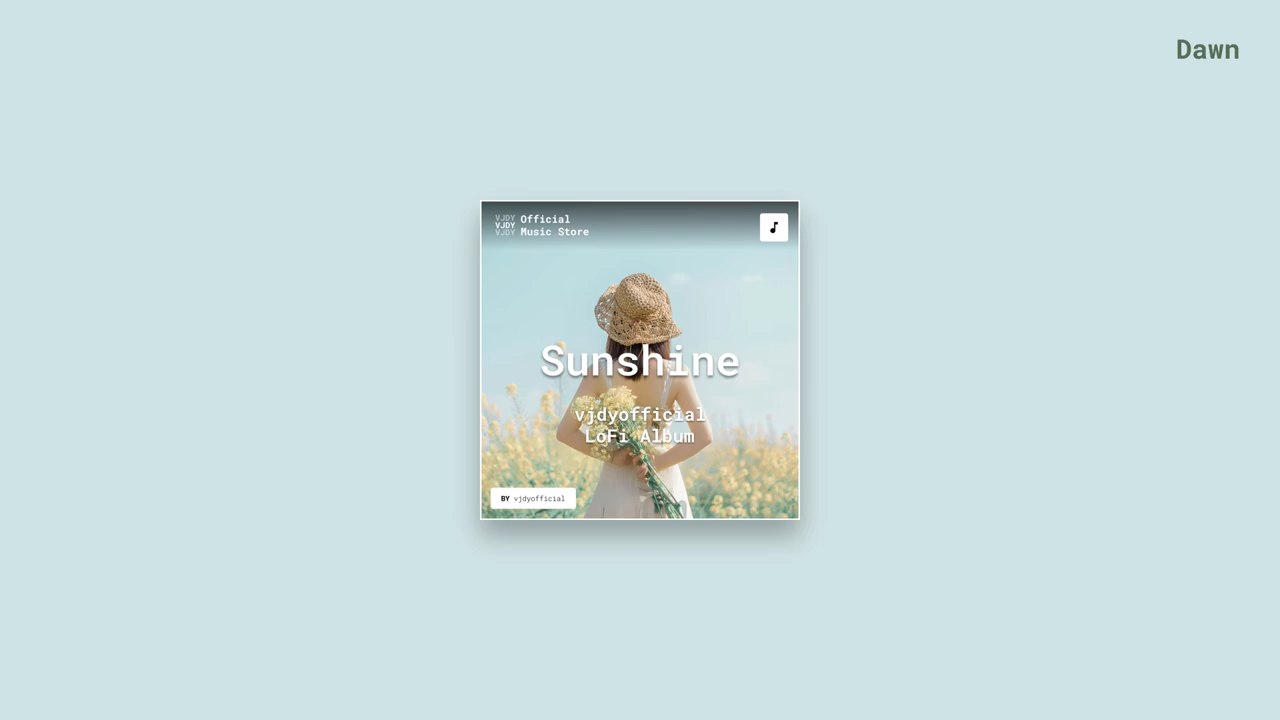 Dawn
VJDY
VJDY
VJDY
Official
Music Store
Sunshine
vjdyofficial
LoFi Album
BY vjdyofficial